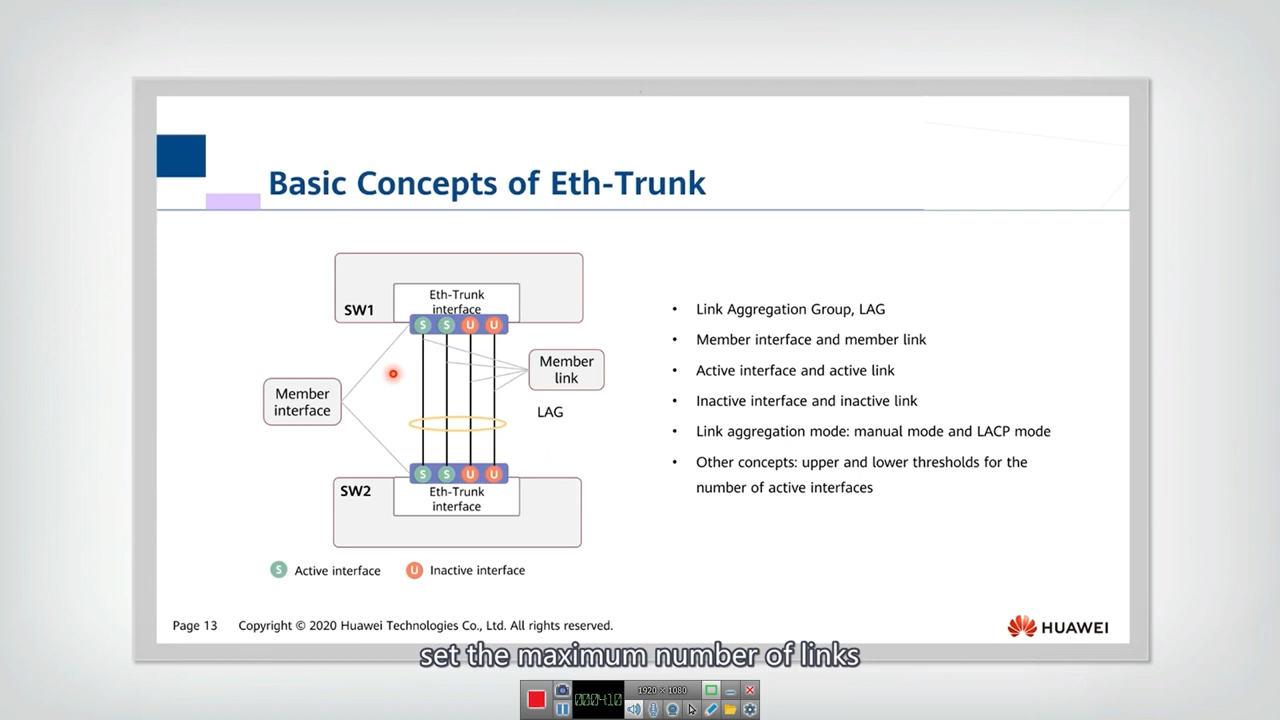 Basic Concepts of Eth-Trunk
SW1
Eth-Trunk
interface
S S U U
Member
link
Member
interface
LAG
S S U U
SW2
Eth-Trunk
interface
S Active interface
U Inactive interface
• Link Aggregation Group, LAG
• Member interface and member link
• Active interface and active link
• Inactive interface and inactive link
• Link aggregation mode: manual mode and LACP mode
• Other concepts: upper and lower thresholds for the
number of active interfaces
Page 13 Copyright © 2020 Huawei Technologies Co., Ltd. All rights reserved.
HUAWEI
set the maximum number of links
1920 × 1080
000410